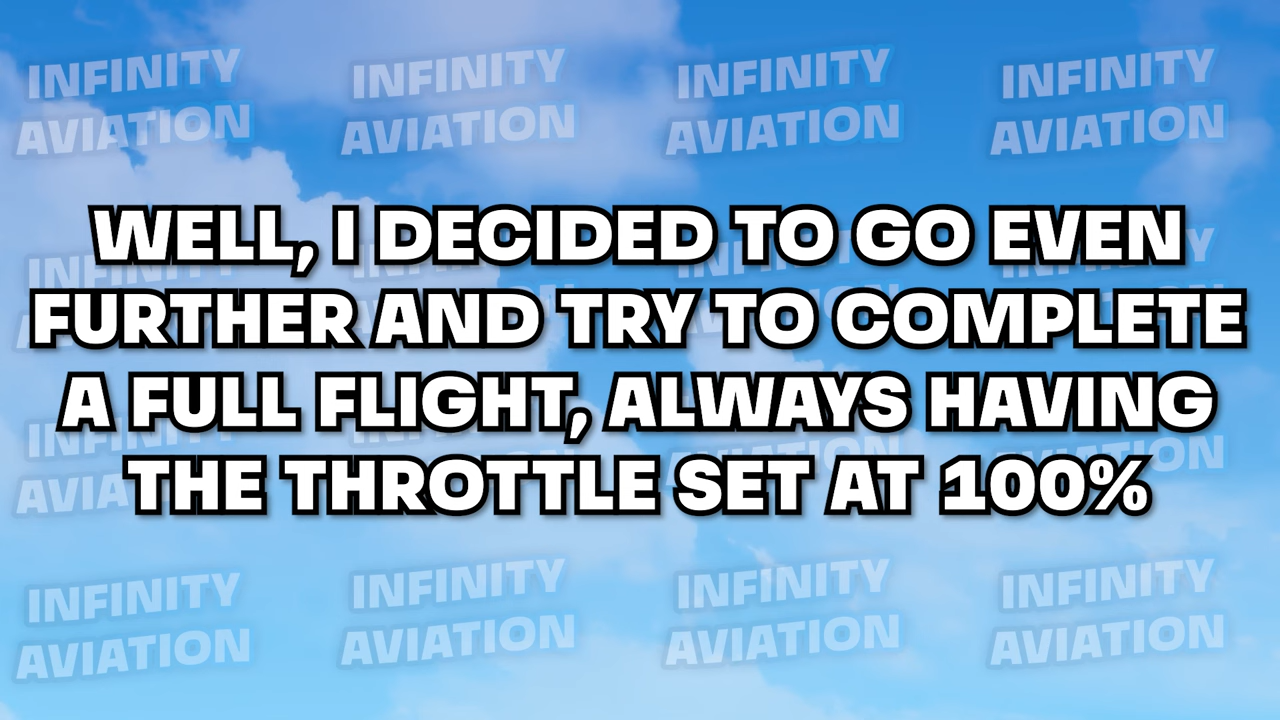 INFINITY INFINITY INFINITY INFINITY
AVIATION AVIATION AVIATION AVIATION
WELL, I DECIDED TO GO EVEN
FURTHER AND TRY TO COMPLETE
A FULL FLIGHT, ALWAYS HAVING
THE THROTTLE SET AT 100%
INFINITY INFINITY INFINITY INFINITY
AVIATION AVIATION AVIATION AVIATION